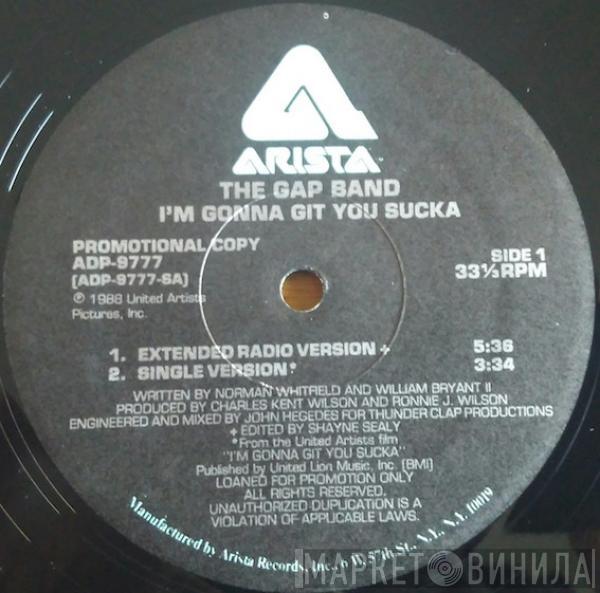 ARISTA
THE GAP BAND
I'M GONNA GIT YOU SUCKA
PROMOTIONAL COPY
ADP-9777
(ADP-9777-SA)
℗ 1988 United Artists
Pictures, Inc.
SIDE 1
33⅓ RPM
1. EXTENDED RADIO VERSION + 5:36
2. SINGLE VERSION * 3:34
WRITTEN BY NORMAN WHITFIELD AND WILLIAM BRYANT II
PRODUCED BY CHARLES KENT WILSON AND RONNIE J. WILSON
ENGINEERED AND MIXED BY JOHN HEGEDES FOR THUNDER CLAP PRODUCTIONS
+ EDITED BY SHAYNE SEALY
*From the United Artists film
"I'M GONNA GIT YOU SUCKA"
Published by United Lion Music, Inc. (BMI)
LOANED FOR PROMOTION ONLY
ALL RIGHTS RESERVED.
UNAUTHORIZED DUPLICATION IS A
VIOLATION OF APPLICABLE LAWS.
Manufactured by Arista Records, Inc., 6 W. 57th St., N.Y., N.Y. 10019
МАРКЕТ ВИНИЛА